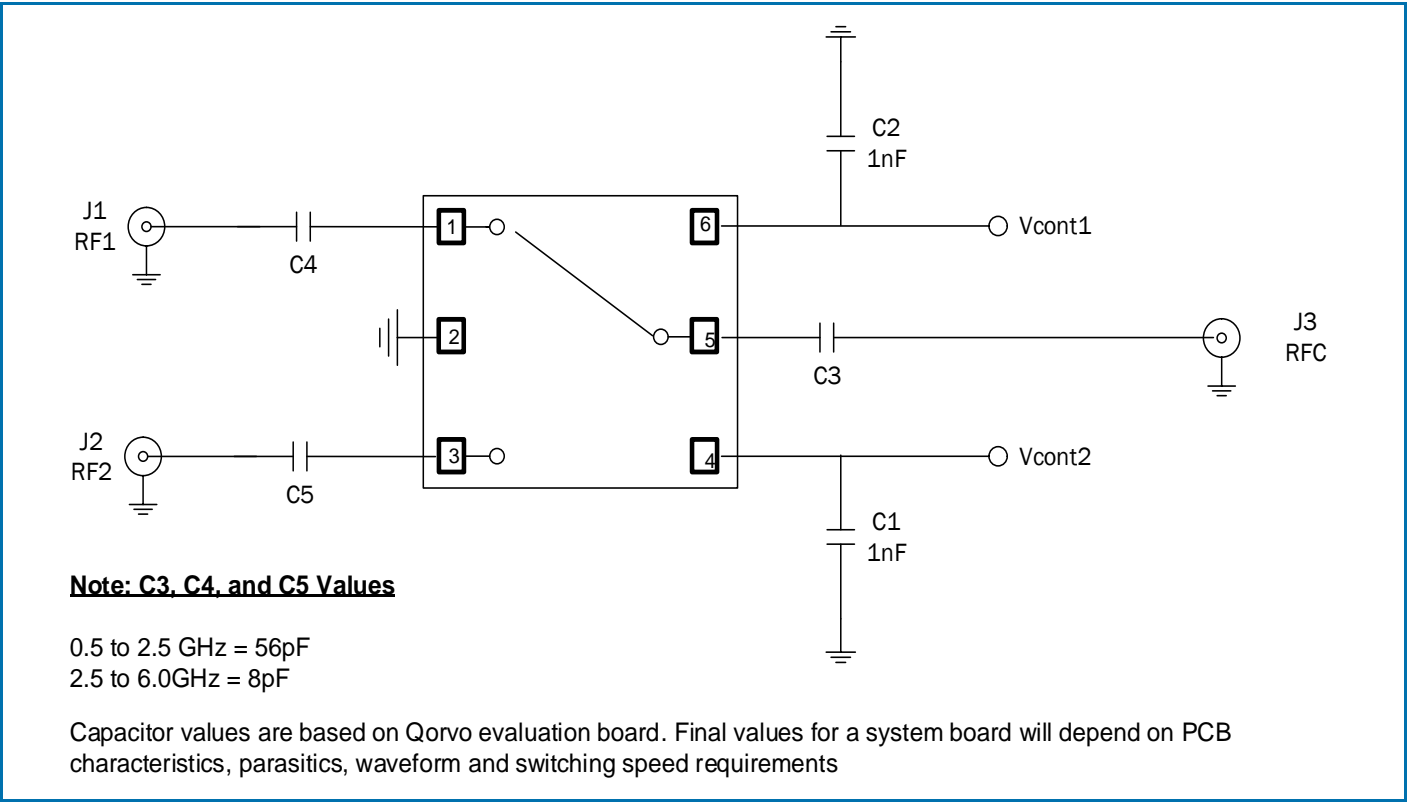 C2
1nF
J1
RF1
C4
1
6
Vcont1
2
5
C3
J3
RFC
J2
RF2
C5
3
4
Vcont2
C1
1nF
Note: C3, C4, and C5 Values
0.5 to 2.5 GHz = 56pF
2.5 to 6.0GHz = 8pF
Capacitor values are based on Qorvo evaluation board. Final values for a system board will depend on PCB
characteristics, parasitics, waveform and switching speed requirements